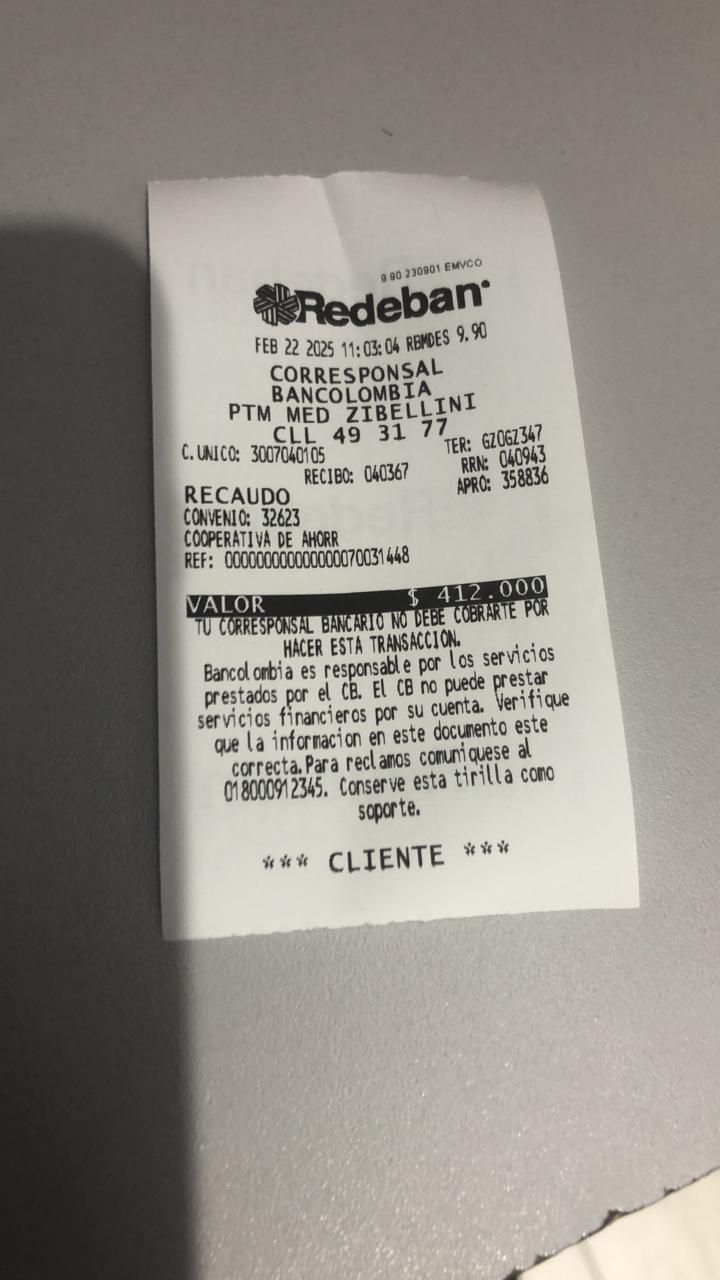 9.90 230901 EMVCO
Redeban
FEB 22 2025 11:03:04 RBMDES 9.90
CORRESPONSAL
BANCOLOMBIA
PTM MED ZIBELLINI
CLL 49 31 77
C.UNICO: 3007040105 TER: GZOGZ347
RECIBO: 040367 RRN: 040943
RECAUDO APRO: 358836
CONVENIO: 32623
COOPERATIVA DE AHORR
REF: 000000000000000070031448
VALOR $ 412.000
TU CORRESPONSAL BANCARIO NO DEBE COBRARTE POR
HACER ESTA TRANSACCION.
Bancolombia es responsable por los servicios
prestados por el CB. El CB no puede prestar
servicios financieros por su cuenta. Verifique
que la informacion en este documento este
correcta.Para reclamos comuniquese al
018000912345. Conserve esta tirilla como
soporte.
*** CLIENTE ***